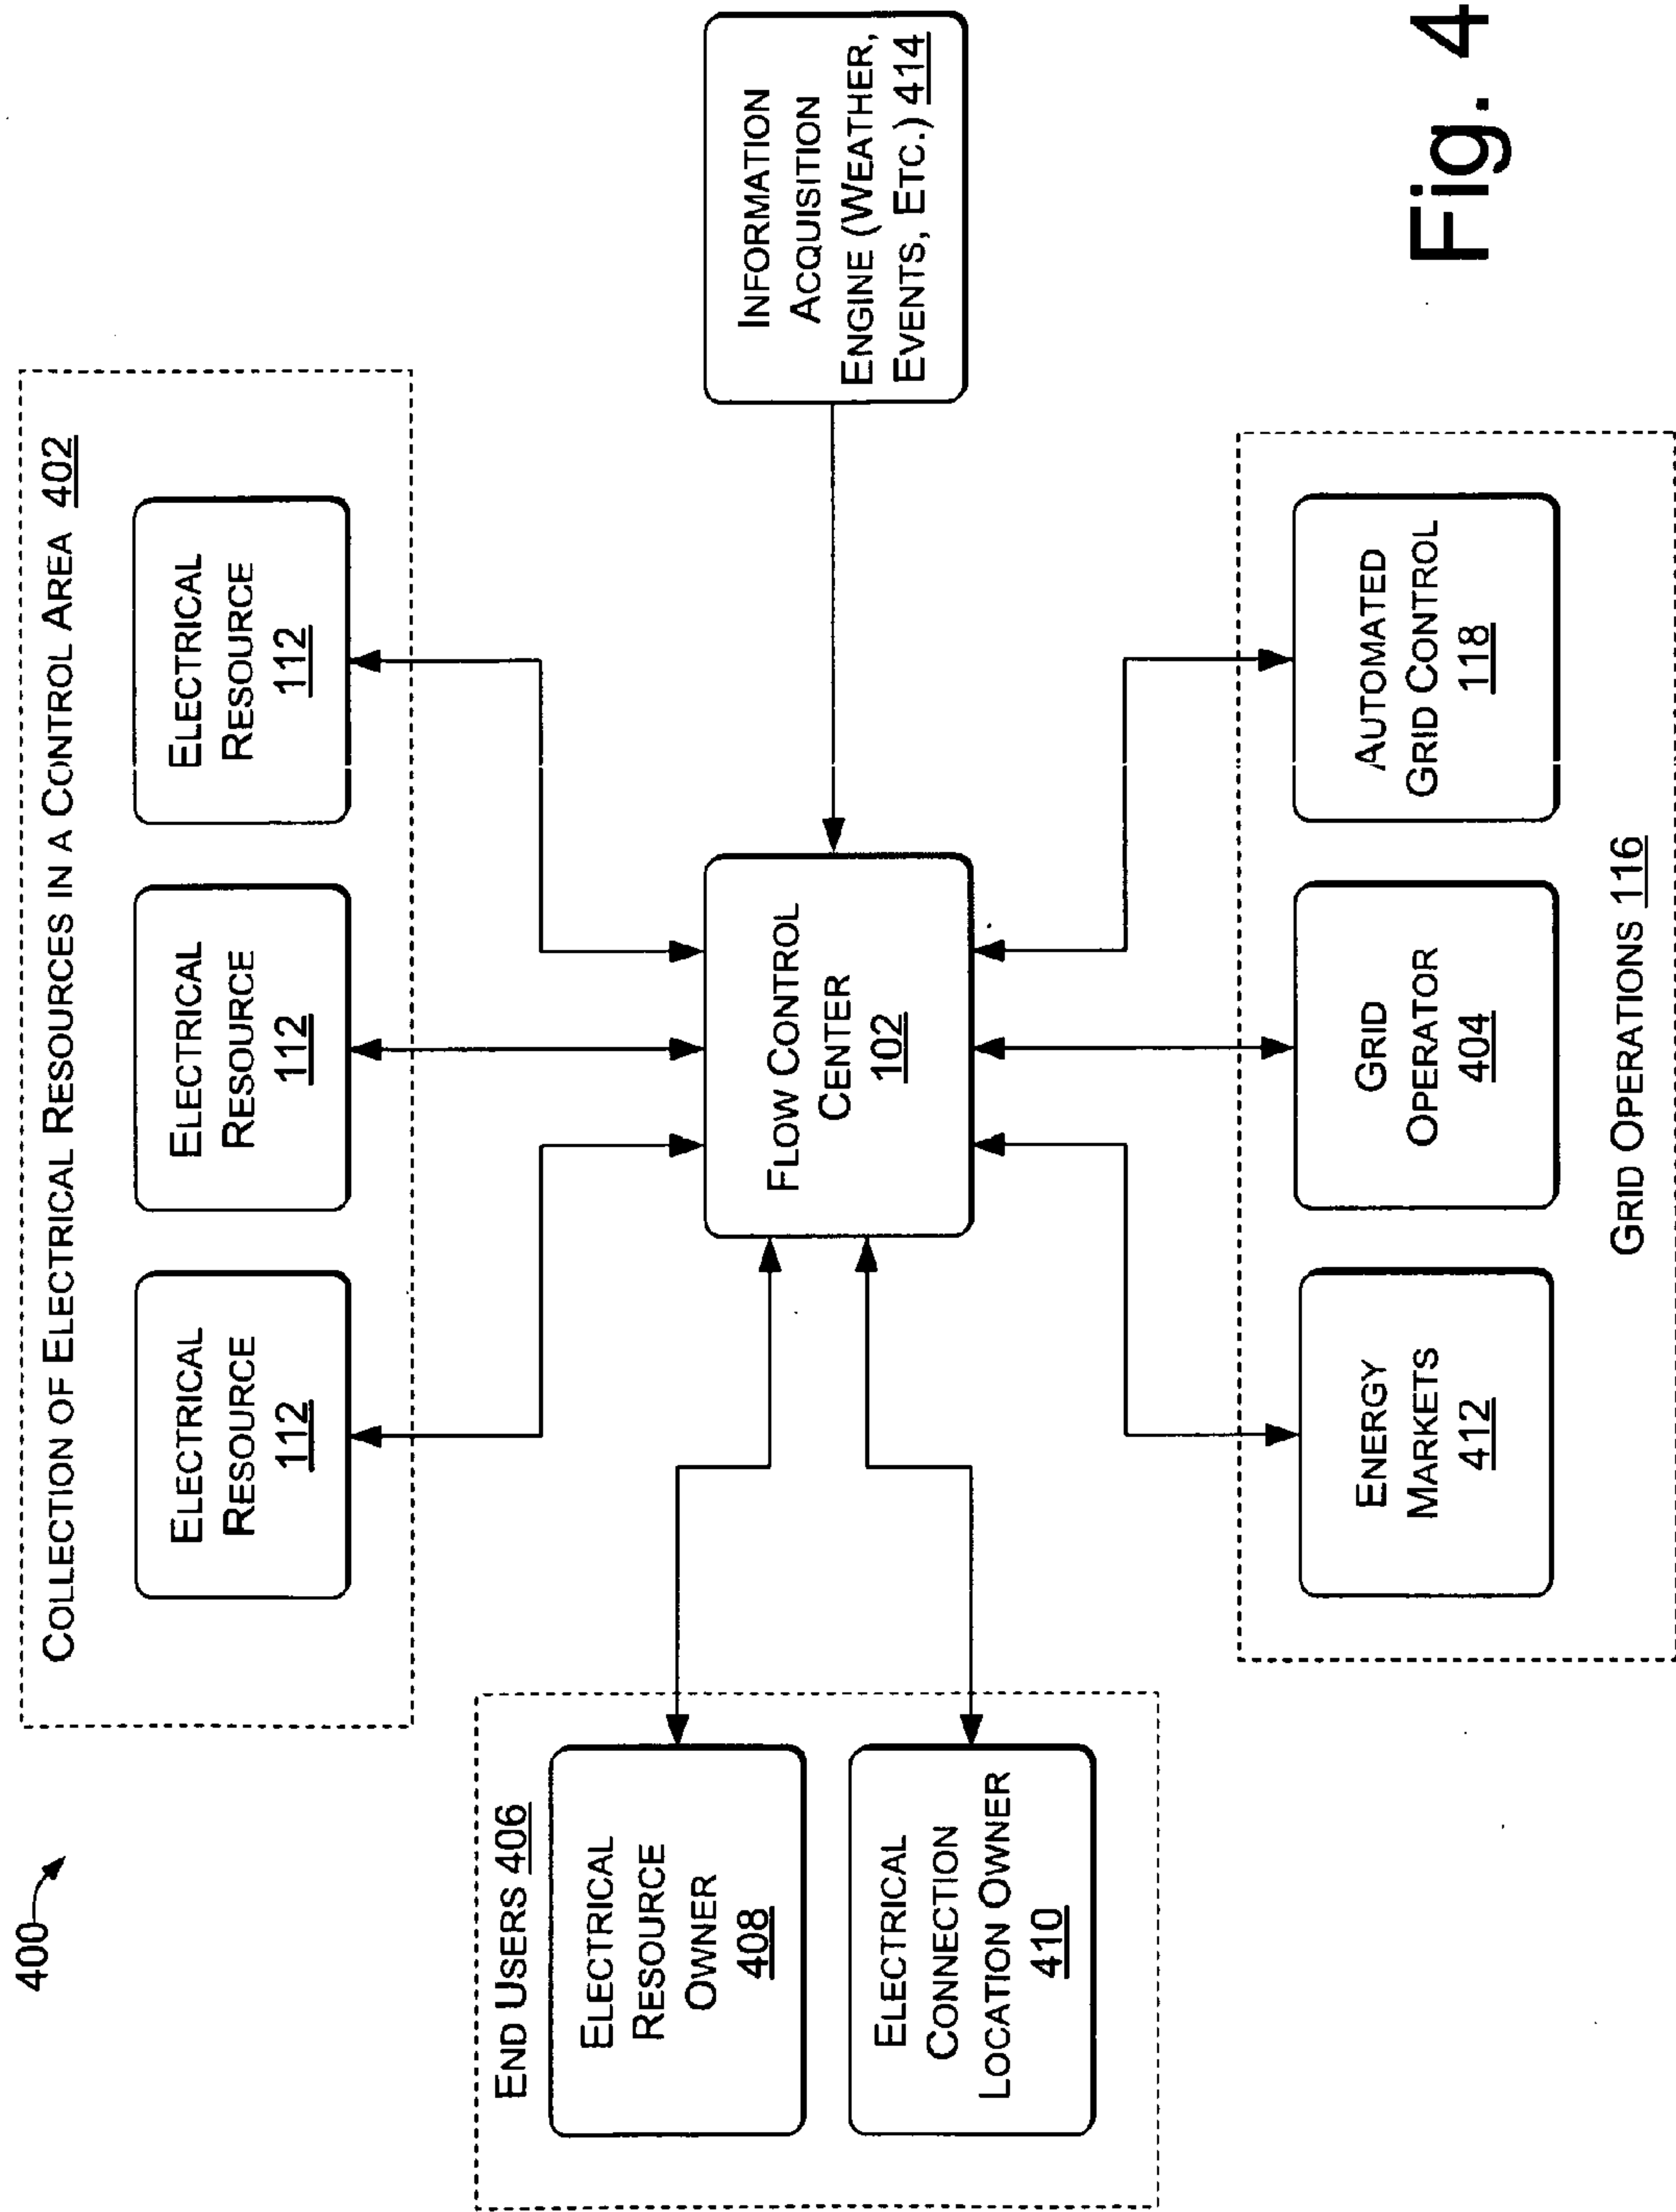 400
COLLECTION OF ELECTRICAL RESOURCES IN A CONTROL AREA 402
ELECTRICAL
RESOURCE
112
ELECTRICAL
RESOURCE
112
ELECTRICAL
RESOURCE
112
END USERS 406
ELECTRICAL
RESOURCE
OWNER
408
ELECTRICAL
CONNECTION
LOCATION OWNER
410
FLOW CONTROL
CENTER
102
INFORMATION
ACQUISITION
ENGINE (WEATHER,
EVENTS, ETC.) 414
ENERGY
MARKETS
412
GRID
OPERATOR
404
AUTOMATED
GRID CONTROL
118
GRID OPERATIONS 116
Fig. 4